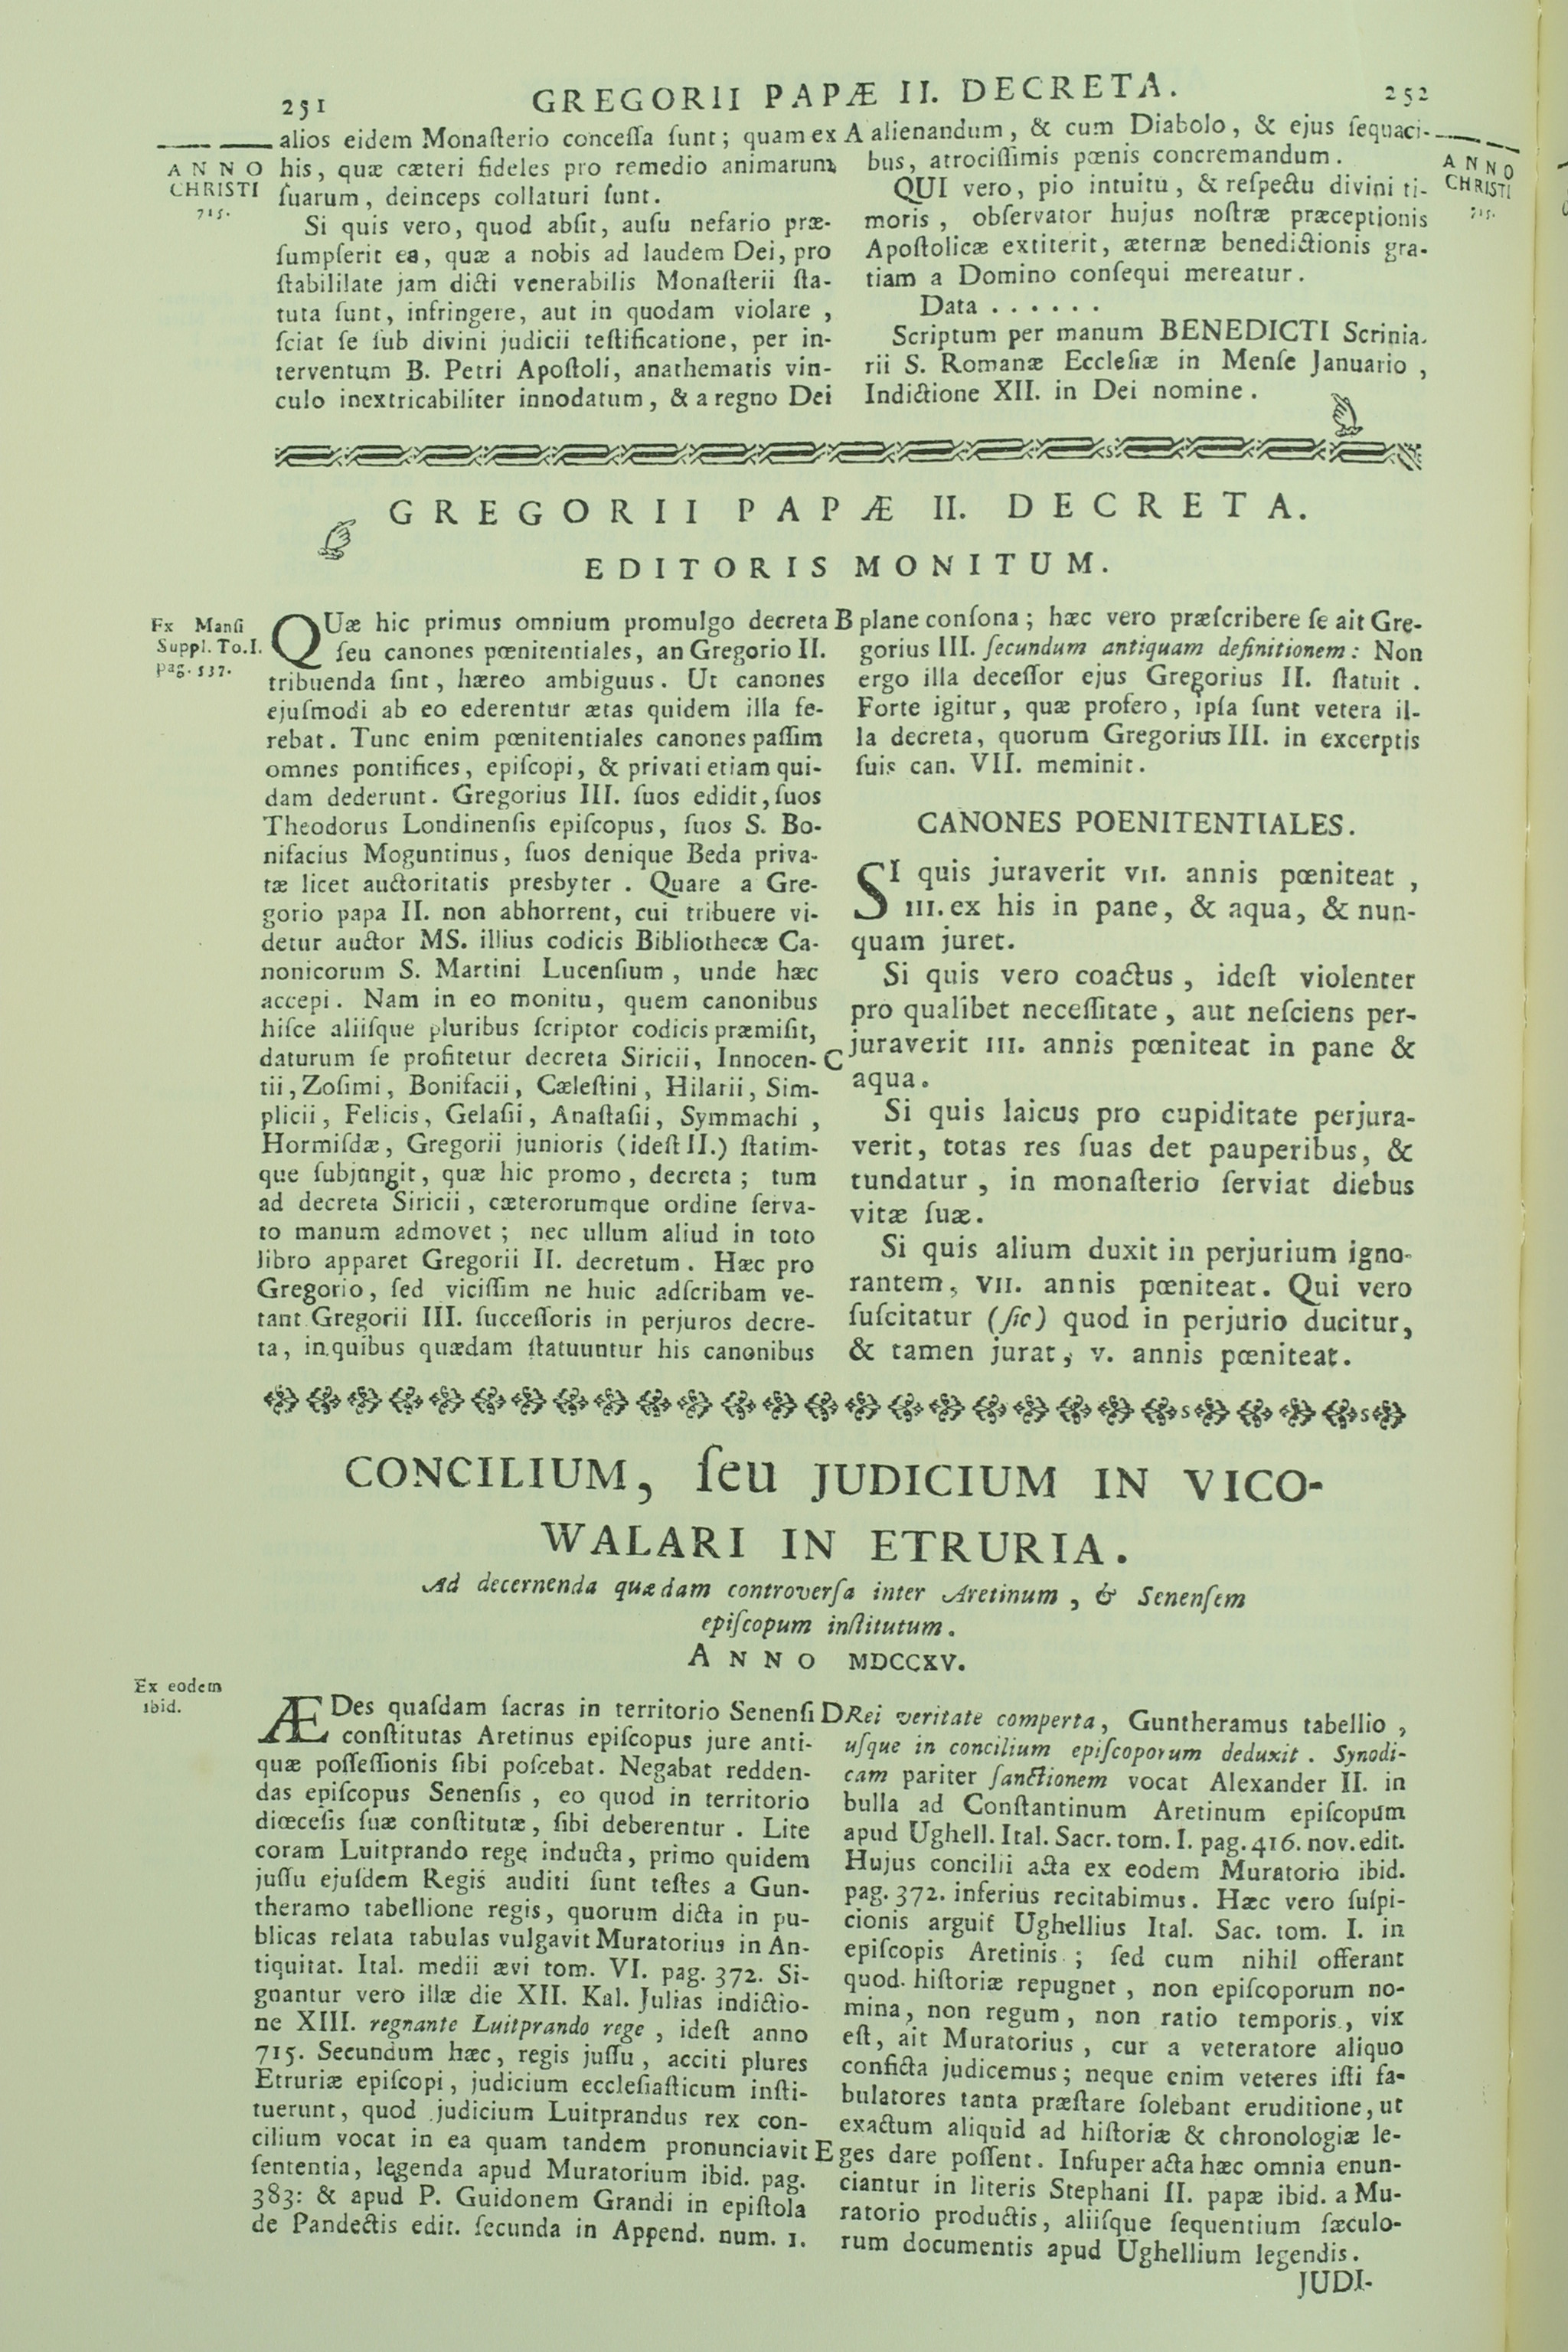 251
GREGORII PAPÆ II. DECRETA.
252
ANNO
CHRISTI
715.
alios eidem Monaſterio conceſſa ſunt; quam ex
his, quæ cæteri fideles pro remedio animarum
ſuarum, deinceps collaturi ſunt.
Si quis vero, quod abſit, auſu nefario præ-
ſumpſerit ea, quæ a nobis ad laudem Dei, pro
ſtabililate jam dicti venerabilis Monaſterii ſta-
tuta ſunt, infringere, aut in quodam violare,
ſciat ſe ſub divini judicii teſtificatione, per in-
terventum B. Petri Apoſtoli, anathematis vin-
culo inextricabiliter innodatum, & a regno Dei
A alienandum, & cum Diabolo, & ejus ſequaci-
bus, atrociſſimis pœnis concremandum.
QUI vero, pio intuitu, & reſpectu divini ti-
moris, obſervator hujus noſtræ præceptionis
Apoſtolicæ extiterit, æternæ benedictionis gra-
tiam a Domino conſequi mereatur.
Data . . . . . .
Scriptum per manum BENEDICTI Scrinia-
rii S. Romanæ Eccleſiæ in Menſe Januario,
Indictione XII. in Dei nomine.
ANNO
CHRISTI
715.
GREGORII PAPÆ II. DECRETA.
EDITORIS MONITUM.
Ex Manſi
Suppl. To. I.
pag. 537.
QUæ hic primus omnium promulgo decreta
ſeu canones pœnitentiales, an Gregorio II.
tribuenda ſint, hæreo ambiguus. Ut canones
ejuſmodi ab eo ederentur ætas quidem illa fe-
rebat. Tunc enim pœnitentiales canones paſſim
omnes pontifices, epiſcopi, & privati etiam qui-
dam dederunt. Gregorius III. ſuos edidit, ſuos
Theodorus Londinenſis epiſcopus, ſuos S. Bo-
nifacius Moguntinus, ſuos denique Beda priva-
tæ licet auctoritatis presbyter. Quare a Gre-
gorio papa II. non abhorrent, cui tribuere vi-
detur auctor MS. illius codicis Bibliothecæ Ca-
nonicorum S. Martini Lucenſium, unde hæc
accepi. Nam in eo monitu, quem canonibus
hiſce aliiſque pluribus ſcriptor codicis præmiſit,
daturum ſe profitetur decreta Siricii, Innocen-
tii, Zoſimi, Bonifacii, Cæleſtini, Hilarii, Sim-
plicii, Felicis, Gelaſii, Anaſtaſii, Symmachi,
Hormiſdæ, Gregorii junioris (ideſt II.) ſtatim-
que ſubjungit, quæ hic promo, decreta; tum
ad decreta Siricii, cæterorumque ordine ſerva-
to manum admovet; nec ullum aliud in toto
libro apparet Gregorii II. decretum. Hæc pro
Gregorio, ſed viciſſim ne huic adſcribam ve-
tant Gregorii III. ſucceſſoris in perjuros decre-
ta, in quibus quædam ſtatuuntur his canonibus
B plane conſona; hæc vero præſcribere ſe ait Gre-
gorius III. ſecundum antiquam definitionem: Non
ergo illa deceſſor ejus Gregorius II. ſtatuit.
Forte igitur, quæ profero, ipſa ſunt vetera il-
la decreta, quorum Gregorius III. in excerptis
ſuis can. VII. meminit.
CANONES POENITENTIALES.
SI quis juraverit VII. annis pœniteat,
III. ex his in pane, & aqua, & nun-
quam juret.
Si quis vero coactus, ideſt violenter
pro qualibet neceſſitate, aut neſciens per-
C juraverit III. annis pœniteat in pane &
aqua.
Si quis laicus pro cupiditate perjura-
verit, totas res ſuas det pauperibus, &
tundatur, in monaſterio ſerviat diebus
vitæ ſuæ.
Si quis alium duxit in perjurium igno-
rantem, VII. annis pœniteat. Qui vero
ſuſcitatur (ſic) quod in perjurio ducitur,
& tamen jurat, V. annis pœniteat.
CONCILIUM, ſeu JUDICIUM IN VICO-
WALARI IN ETRURIA.
Ad decernenda quædam controverſa inter Aretinum, & Senenſem
epiſcopum inſtitutum.
ANNO MDCCXV.
Ex eodem
ibid.
ÆDes quaſdam ſacras in territorio Senenſi
conſtitutas Aretinus epiſcopus jure anti-
quæ poſſeſſionis ſibi poſcebat. Negabat redden-
das epiſcopus Senenſis, eo quod in territorio
diœceſis ſuæ conſtitutæ, ſibi deberentur. Lite
coram Luitprando rege inducta, primo quidem
juſſu ejuſdem Regis auditi ſunt teſtes a Gun-
theramo tabellione regis, quorum dicta in pu-
blicas relata tabulas vulgavit Muratorius in An-
tiquitat. Ital. medii ævi tom. VI. pag. 372. Si-
gnantur vero illæ die XII. Kal. Julias indictio-
ne XIII. regnante Luitprando rege, ideſt anno
715. Secundum hæc, regis juſſu, acciti plures
Etruriæ epiſcopi, judicium eccleſiaſticum inſti-
tuerunt, quod judicium Luitprandus rex con-
cilium vocat in ea quam tandem pronunciavit
ſententia, legenda apud Muratorium ibid. pag.
383: & apud P. Guidonem Grandi in epiſtola
de Pandectis edit. ſecunda in Append. num. 1.
D Rei veritate comperta, Guntheramus tabellio,
uſque in concilium epiſcoporum deduxit. Synodi-
cam pariter ſanctionem vocat Alexander II. in
bulla ad Conſtantinum Aretinum epiſcopum
apud Ughell. Ital. Sacr. tom. I. pag. 416. nov. edit.
Hujus concilii acta ex eodem Muratorio ibid.
pag. 372. inferius recitabimus. Hæc vero ſuſpi-
cionis arguit Ughellius Ital. Sac. tom. I. in
epiſcopis Aretinis; ſed cum nihil offerant
quod hiſtoriæ repugnet, non epiſcoporum no-
mina, non regum, non ratio temporis, vix
eſt, ait Muratorius, cur a veteratore aliquo
conficta judicemus; neque enim veteres iſti fa-
bulatores tanta præſtare ſolebant eruditione, ut
exactum aliquid ad hiſtoriæ & chronologiæ le-
E ges dare poſſent. Inſuper acta hæc omnia enun-
ciantur in literis Stephani II. papæ ibid. a Mu-
ratorio productis, aliiſque ſequentium ſæculo-
rum documentis apud Ughellium legendis.
JUDI-